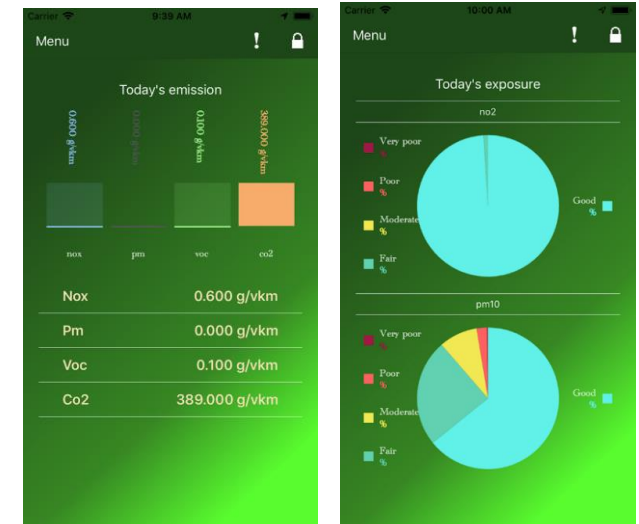 Carrier 9:39 AM
Menu !
Today's emission
0.600 g/vkm 0.000 g/vkm 0.100 g/vkm 389.000 g/vkm
nox pm voc co2
Nox 0.600 g/vkm
Pm 0.000 g/vkm
Voc 0.100 g/vkm
Co2 389.000 g/vkm
Carrier 10:00 AM
Menu !
Today's exposure
no2
Very poor
%
Poor
%
Moderate
%
Fair
%
Good
%
pm10
Very poor
%
Poor
%
Moderate
%
Fair
%
Good
%